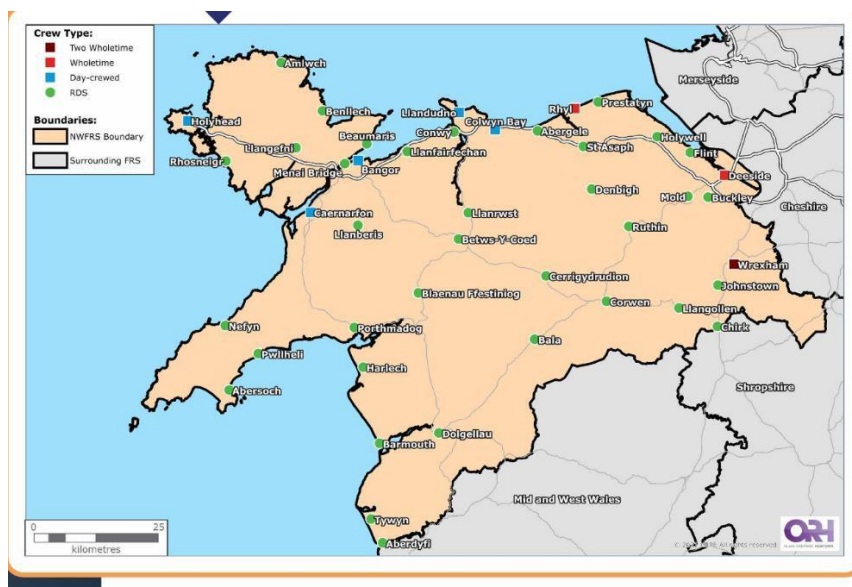 Crew Type:
Two Wholetime
Wholetime
Day-crewed
RDS
Boundaries:
NWFRS Boundary
Surrounding FRS
Amlwch
Merseyside
Benllech
Holyhead
Llandudno
Colwyn Bay
Rhyl
Prestatyn
Beaumaris
Conwy
Abergele
Holywell
Llangefni
Llanfairfechan
St Asaph
Flint
Rhosneigr
Menai Bridge
Bangor
Deeside
Denbigh
Mold
Buckley
Cheshire
Caernarfon
Llanrwst
Llanberis
Ruthin
Betws-Y-Coed
Wrexham
Cerrigydrudion
Johnstown
Blaenau Ffestiniog
Corwen
Llangollen
Nefyn
Porthmadog
Chirk
Bala
Pwllheli
Harlech
Shropshire
Abersoch
Dolgellau
Barmouth
Mid and West Wales
Tywyn
Aberdyfi
0 25
kilometres
ORH
All rights reserved